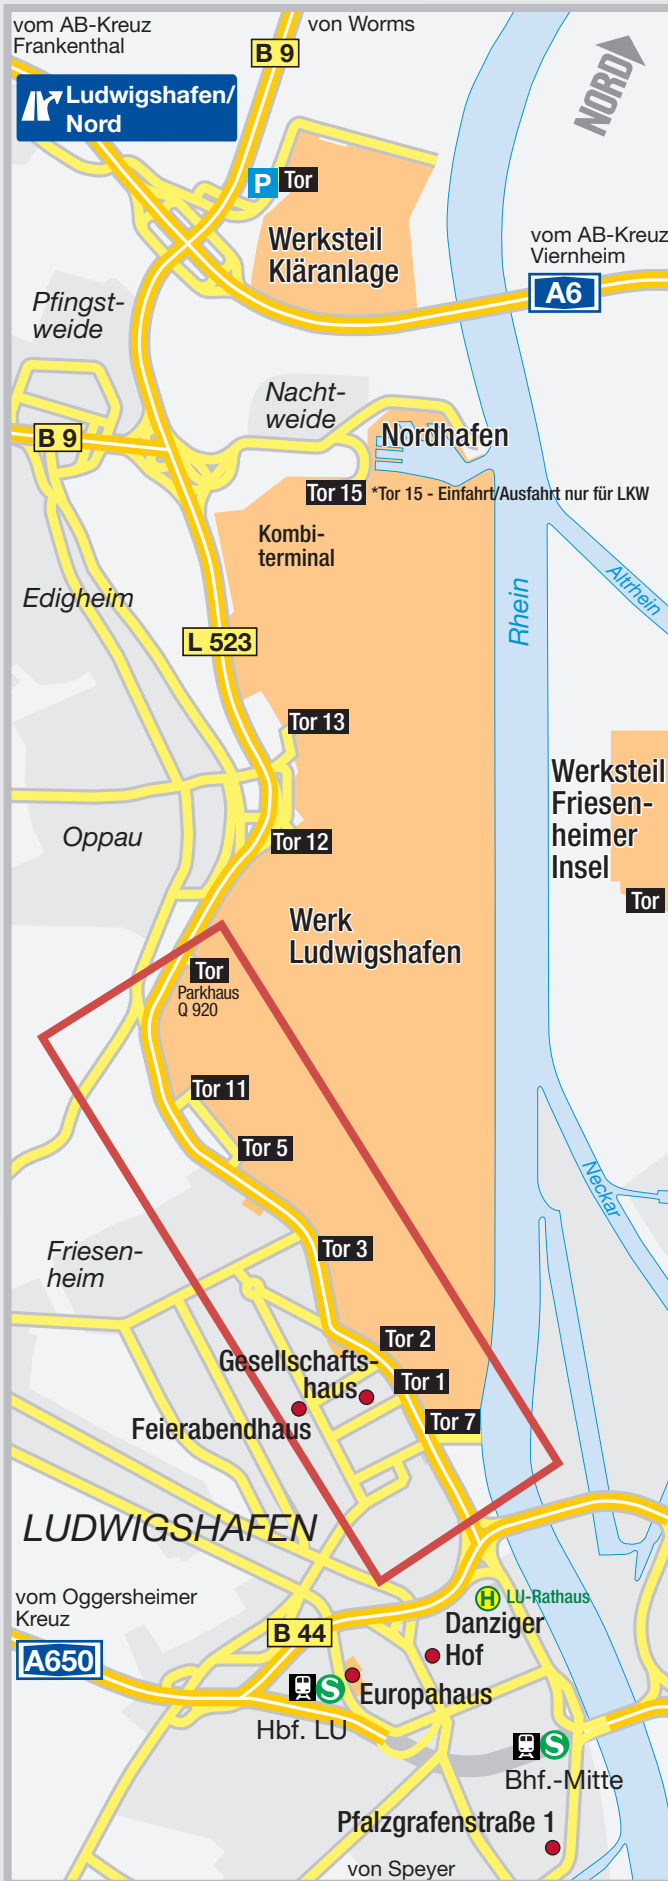 vom AB-Kreuz
Frankenthal
von Worms
B 9
NORD
Ludwigshafen/
Nord
P
Tor
Werksteil
Kläranlage
vom AB-Kreuz
Viernheim
A6
Pfingst-
weide
Nacht-
weide
B 9
Nordhafen
Tor 15
*Tor 15 - Einfahrt/Ausfahrt nur für LKW
Kombi-
terminal
Edigheim
Rhein
Altrhein
L 523
Tor 13
Werksteil
Friesen-
heimer
Insel
Oppau
Tor 12
Tor
Werk
Ludwigshafen
Tor
Parkhaus
Q 920
Tor 11
Tor 5
Neckar
Friesen-
heim
Tor 3
Tor 2
Gesellschafts-
haus
Tor 1
Feierabendhaus
Tor 7
LUDWIGSHAFEN
vom Oggersheimer
Kreuz
H
LU-Rathaus
B 44
Danziger
Hof
A650
S
Europahaus
Hbf. LU
S
Bhf.-Mitte
Pfalzgrafenstraße 1
von Speyer